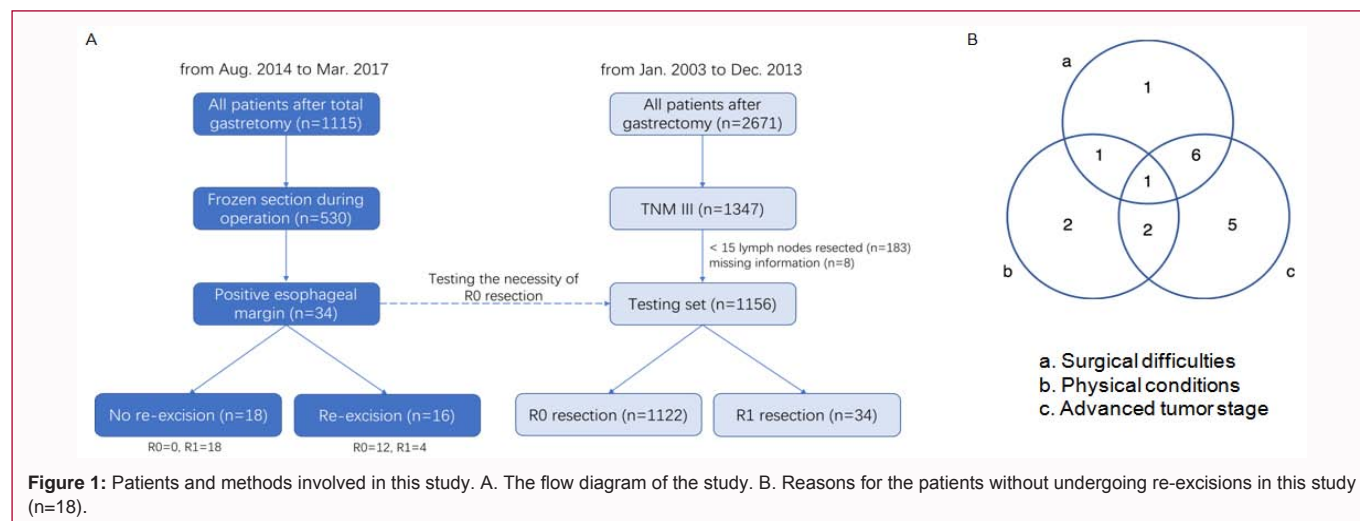 A
from Aug. 2014 to Mar. 2017
All patients after total
gastretomy (n=1115)
Frozen section during
operation (n=530)
Positive esophageal
margin (n=34)
No re-excision (n=18)
R0=0, R1=18
Re-excision (n=16)
R0=12, R1=4
Testing the necessity of
R0 resection
from Jan. 2003 to Dec. 2013
All patients after
gastrectomy (n=2671)
TNM III (n=1347)
< 15 lymph nodes resected (n=183)
missing information (n=8)
Testing set (n=1156)
R0 resection (n=1122)
R1 resection (n=34)
B
a
1
1
6
1
2
2
5
b
c
a. Surgical difficulties
b. Physical conditions
c. Advanced tumor stage
Figure 1: Patients and methods involved in this study. A. The flow diagram of the study. B. Reasons for the patients without undergoing re-excisions in this study
(n=18).